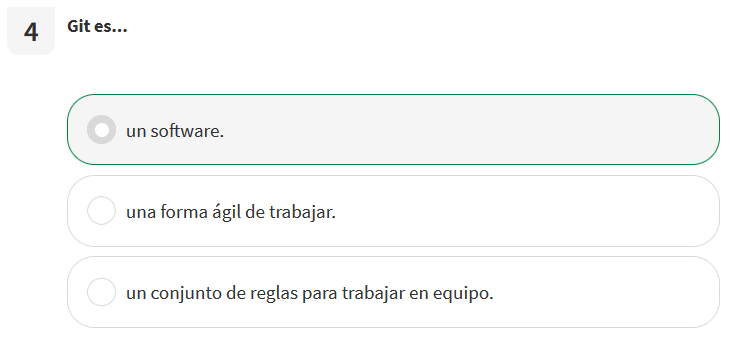 4
Git es...
un software.
una forma ágil de trabajar.
un conjunto de reglas para trabajar en equipo.